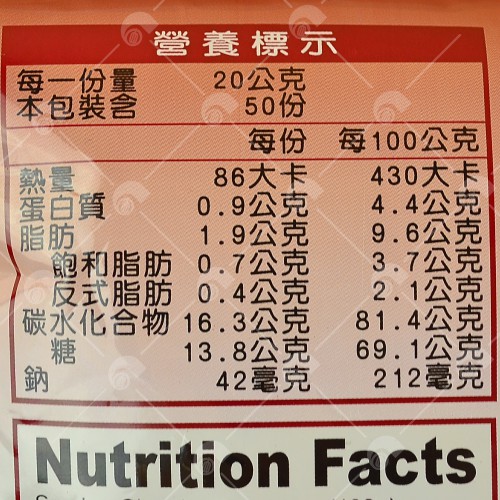 營養標示
每一份量 20公克
本包裝含 50份
每份 每100公克
熱量 86大卡 430大卡
蛋白質 0.9公克 4.4公克
脂肪 1.9公克 9.6公克
飽和脂肪 0.7公克 3.7公克
反式脂肪 0.4公克 2.1公克
碳水化合物 16.3公克 81.4公克
糖 13.8公克 69.1公克
鈉 42毫克 212毫克
Nutrition Facts